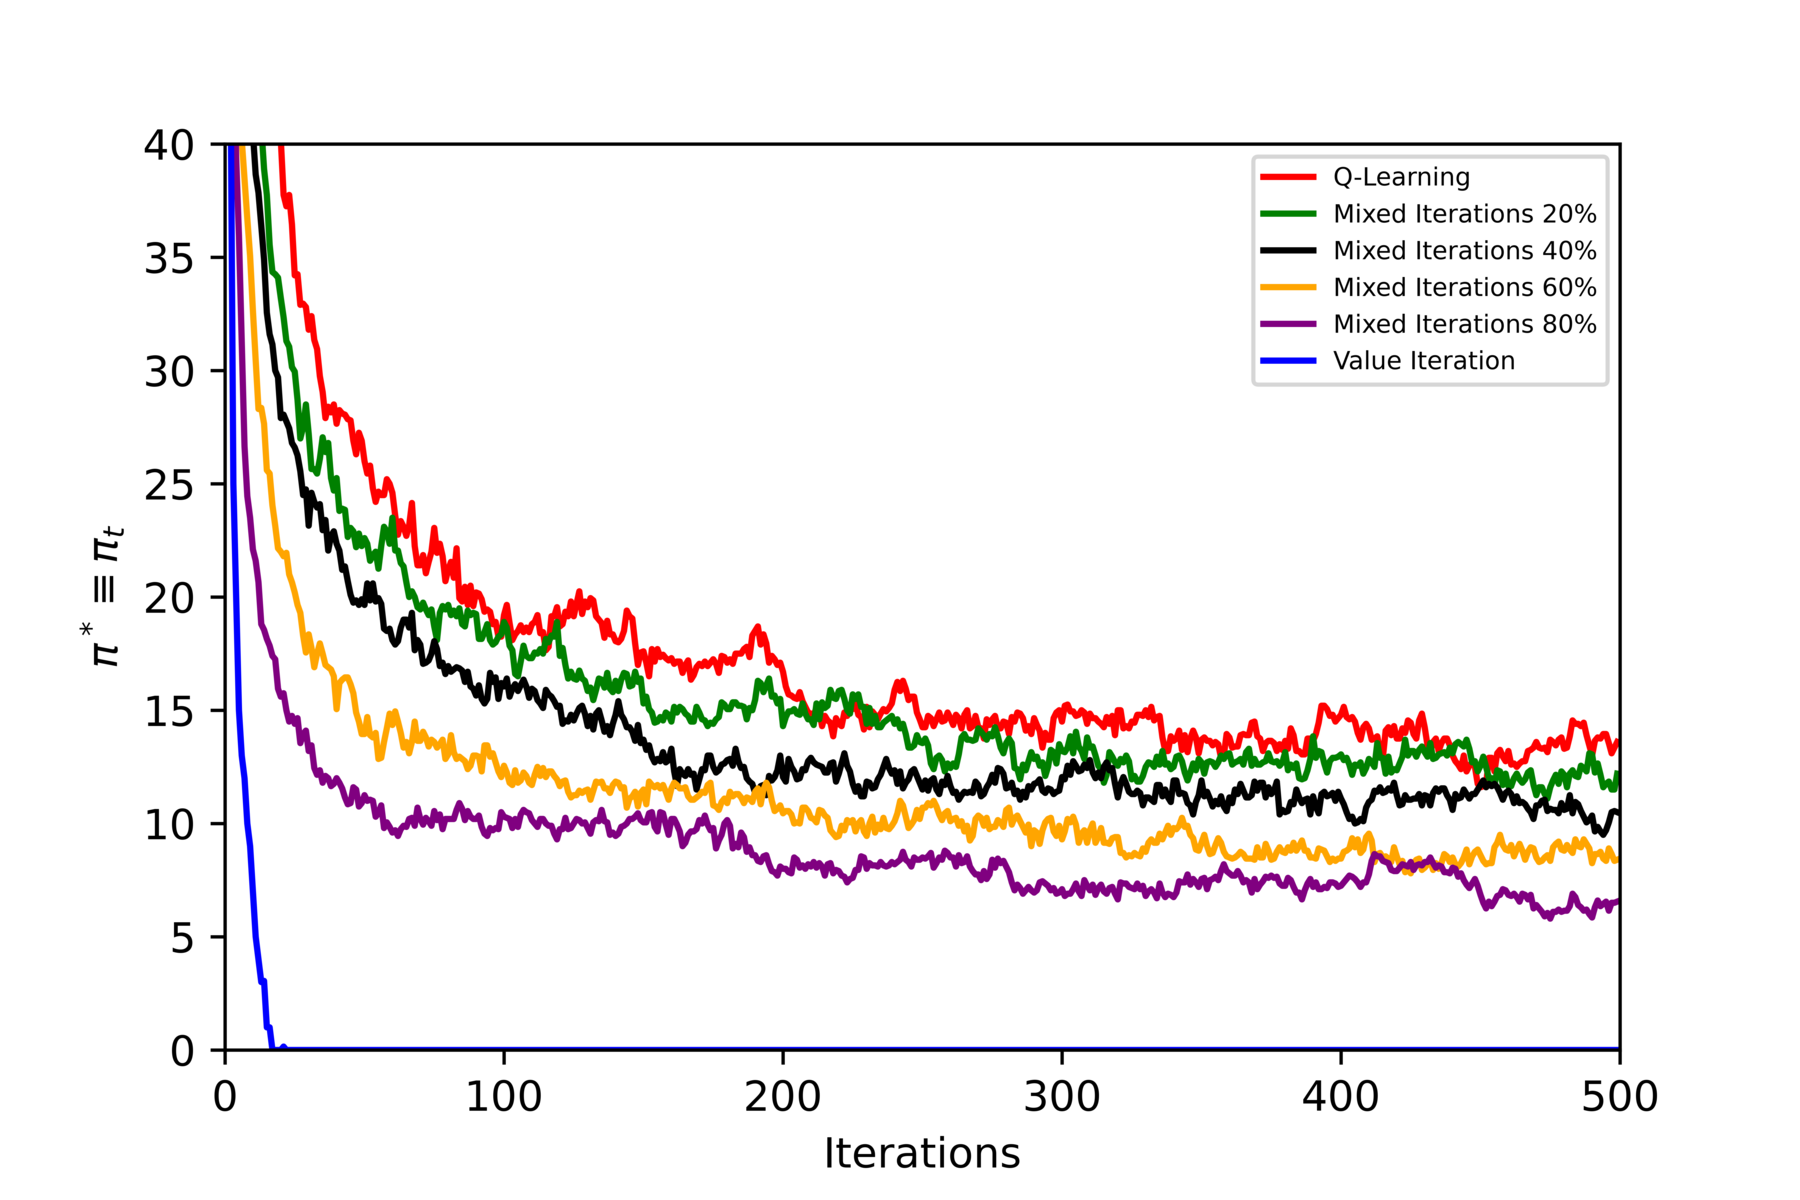 40
35
30
25
20
15
10
5
0
π* ≡ πt
0 100 200 300 400 500
Iterations
Q-Learning
Mixed Iterations 20%
Mixed Iterations 40%
Mixed Iterations 60%
Mixed Iterations 80%
Value Iteration